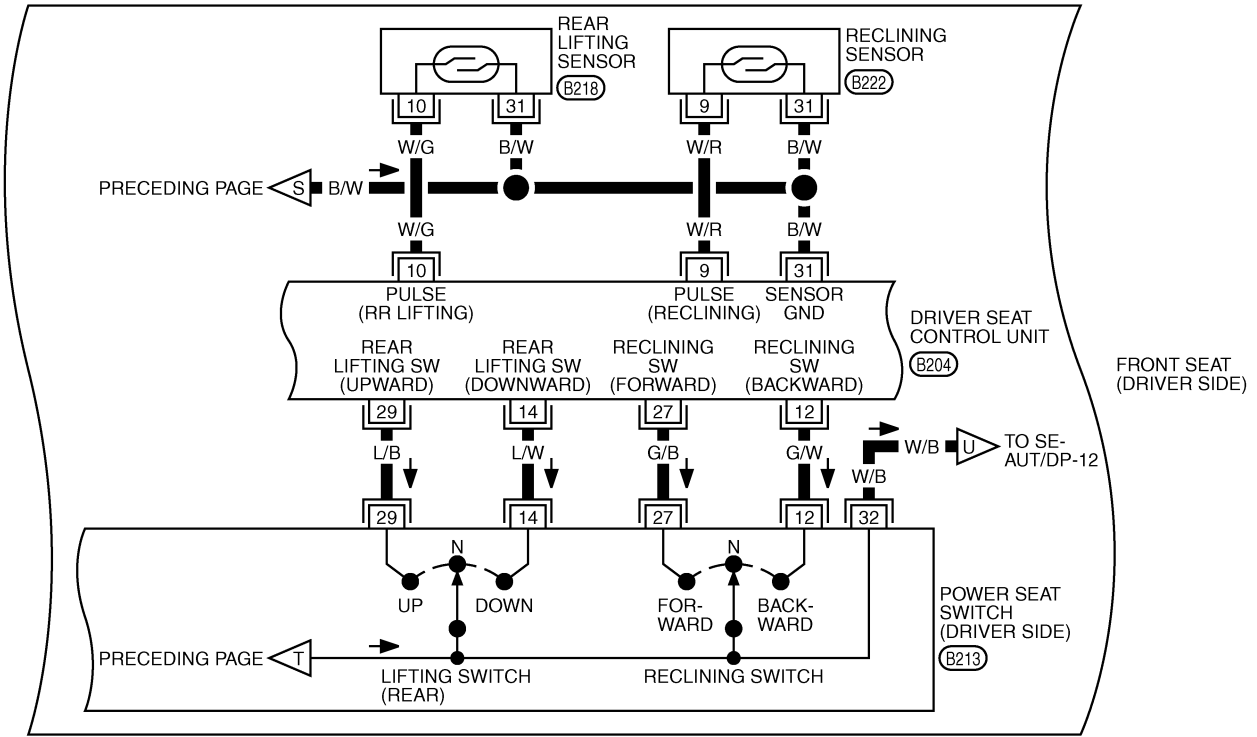 REAR
LIFTING
SENSOR
B218
RECLINING
SENSOR
B222
10
31
9
31
W/G
B/W
W/R
B/W
PRECEDING PAGE
S
B/W
W/G
W/R
B/W
10
9
31
PULSE
(RR LIFTING)
PULSE
(RECLINING)
SENSOR
GND
DRIVER SEAT
CONTROL UNIT
B204
REAR
LIFTING SW
(UPWARD)
REAR
LIFTING SW
(DOWNWARD)
RECLINING
SW
(FORWARD)
RECLINING
SW
(BACKWARD)
FRONT SEAT
(DRIVER SIDE)
29
14
27
12
L/B
L/W
G/B
G/W
W/B
U
TO SE-
AUT/DP-12
W/B
29
14
27
12
32
N
UP
DOWN
N
FOR-
WARD
BACK-
WARD
POWER SEAT
SWITCH
(DRIVER SIDE)
B213
PRECEDING PAGE
T
LIFTING SWITCH
(REAR)
RECLINING SWITCH